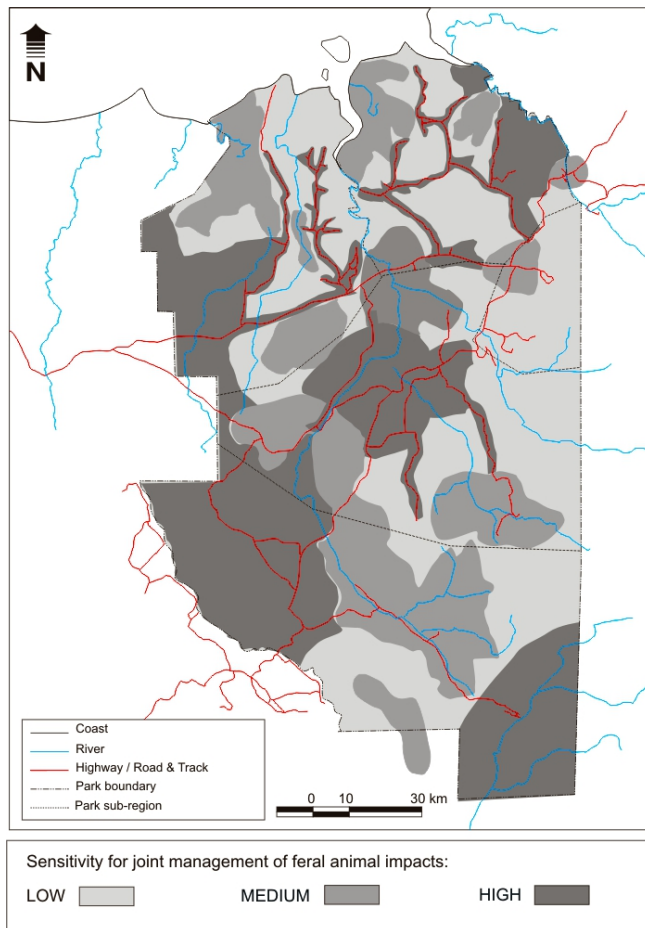 N
Coast
River
Highway / Road & Track
Park boundary
Park sub-region
0 10 30 km
Sensitivity for joint management of feral animal impacts:
LOW MEDIUM HIGH